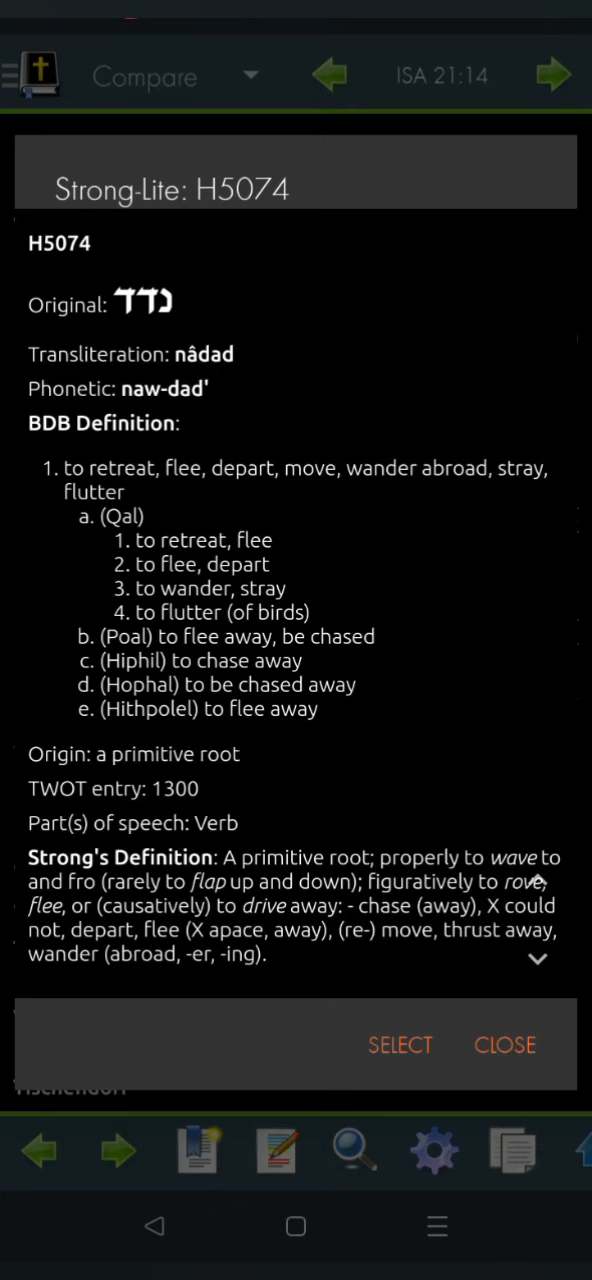 Compare
ISA 21:14
Strong-Lite: H5074
H5074
Original: נדד
Transliteration: nâdad
Phonetic: naw-dad'
BDB Definition:
1. to retreat, flee, depart, move, wander abroad, stray,
flutter
a. (Qal)
1. to retreat, flee
2. to flee, depart
3. to wander, stray
4. to flutter (of birds)
b. (Poal) to flee away, be chased
c. (Hiphil) to chase away
d. (Hophal) to be chased away
e. (Hithpolel) to flee away
Origin: a primitive root
TWOT entry: 1300
Part(s) of speech: Verb
Strong's Definition: A primitive root; properly to wave to
and fro (rarely to flap up and down); figuratively to rove,
flee, or (causatively) to drive away: - chase (away), X could
not, depart, flee (X apace, away), (re-) move, thrust away,
wander (abroad, -er, -ing).
SELECT CLOSE